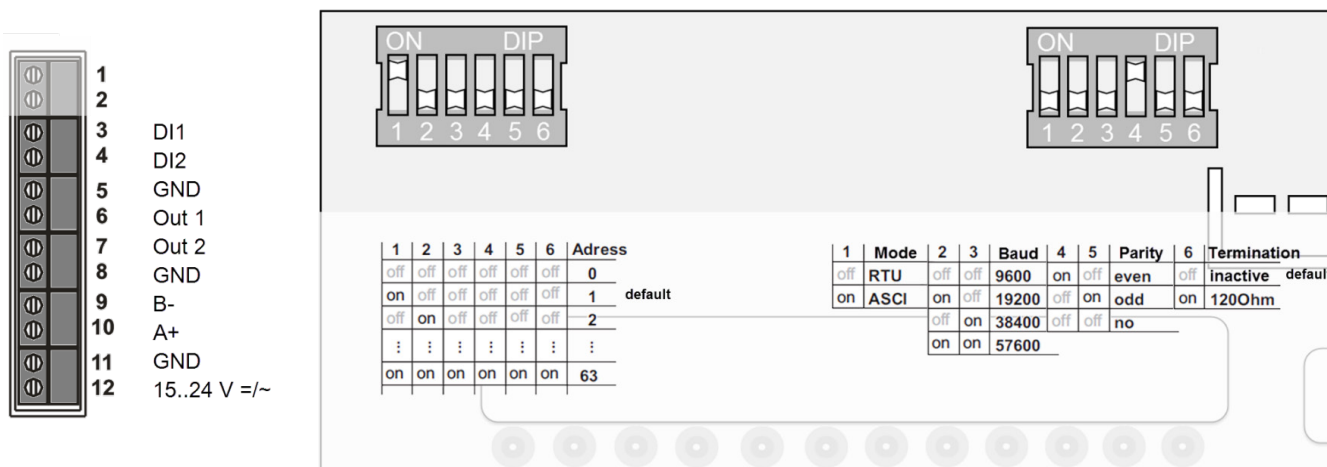 1
2
3 DI1
4 DI2
5 GND
6 Out 1
7 Out 2
8 GND
9 B-
10 A+
11 GND
12 15..24 V =/~
ON DIP
1 2 3 4 5 6
ON DIP
1 2 3 4 5 6
1 2 3 4 5 6 Adress
off off off off off off 0
on off off off off off 1 default
off on off off off off 2
⋮ ⋮ ⋮ ⋮ ⋮ ⋮ ⋮
on on on on on on 63
1 Mode 2 3 Baud 4 5 Parity 6 Termination
off RTU off off 9600 on off even off inactive defaul
on ASCI on off 19200 off on odd on 120Ohm
off on 38400 off off no
on on 57600